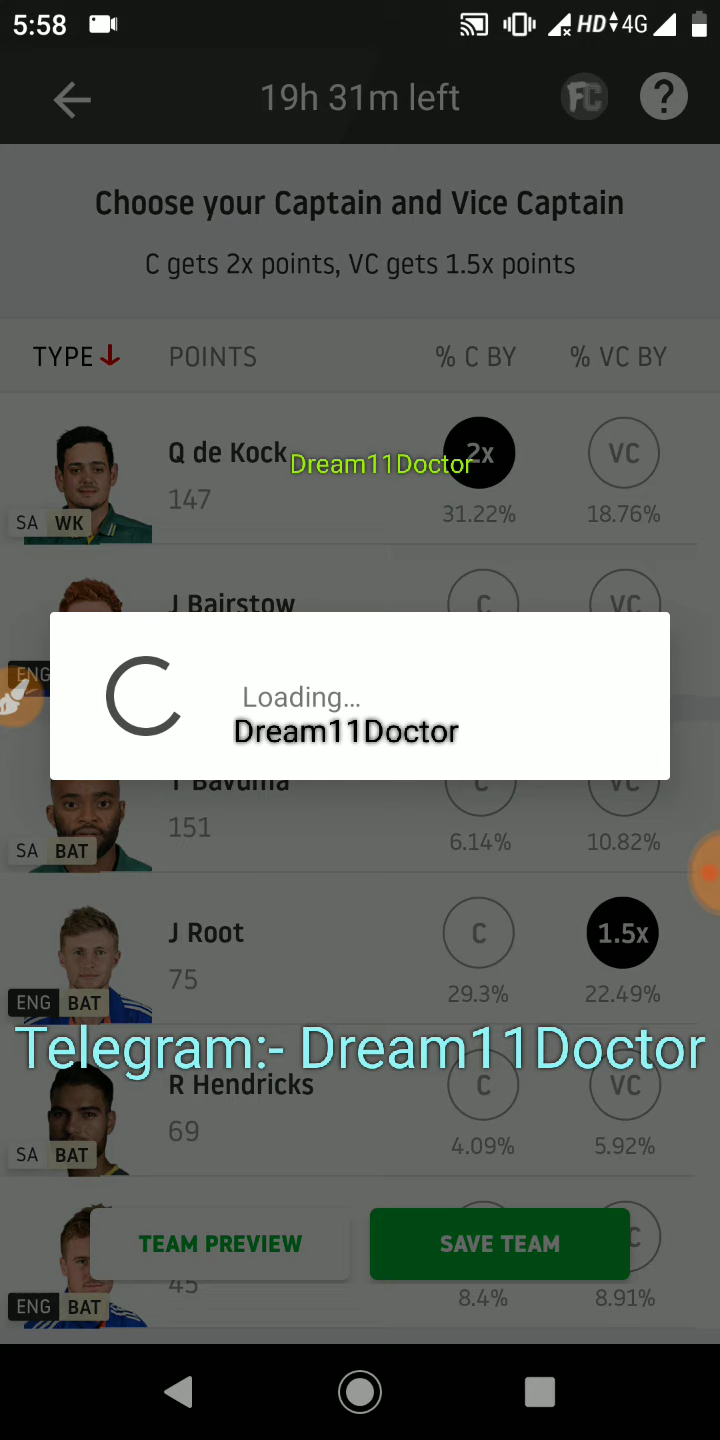 5:58
HD 4G
19h 31m left
FC
?
Choose your Captain and Vice Captain
C gets 2x points, VC gets 1.5x points
TYPE POINTS % C BY % VC BY
Q de Kock Dream11Doctor 2x VC
147
SA WK
31.22% 18.76%
J Bairstow C VC
ENG
Loading...
Dream11Doctor
T Bavuma C VC
151
SA BAT
6.14% 10.82%
J Root C 1.5x
75
ENG BAT
29.3% 22.49%
Telegram:- Dream11Doctor
R Hendricks C VC
69
SA BAT
4.09% 5.92%
TEAM PREVIEW SAVE TEAM C
45
ENG BAT
8.4% 8.91%